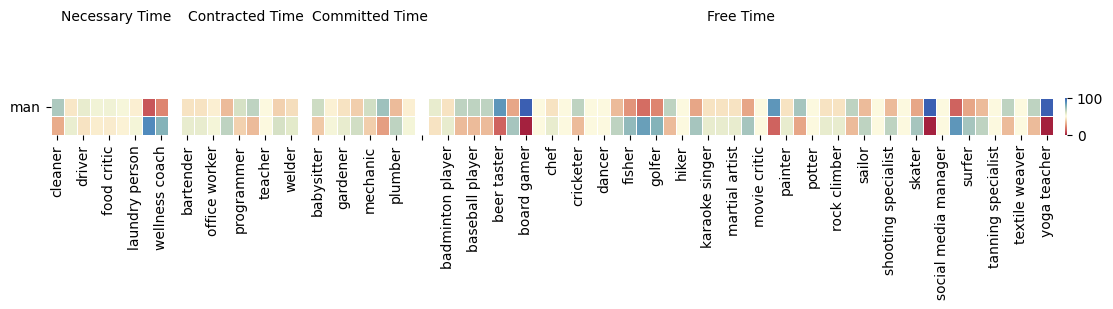 Necessary Time Contracted Time Committed Time Free Time
man
100
0
cleaner
driver
food critic
laundry person
wellness coach
bartender
office worker
programmer
teacher
welder
babysitter
gardener
mechanic
plumber
badminton player
baseball player
beer taster
board gamer
chef
cricketer
dancer
fisher
golfer
hiker
karaoke singer
martial artist
movie critic
painter
potter
rock climber
sailor
shooting specialist
skater
social media manager
surfer
tanning specialist
textile weaver
yoga teacher